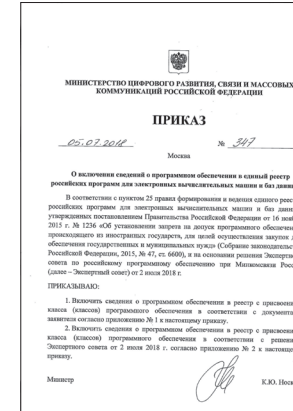 МИНИСТЕРСТВО ЦИФРОВОГО РАЗВИТИЯ, СВЯЗИ И МАССОВЫХ
КОММУНИКАЦИЙ РОССИЙСКОЙ ФЕДЕРАЦИИ
ПРИКАЗ
05.07.2018 № 347
Москва
О включении сведений о программном обеспечении в единый реестр
российских программ для электронных вычислительных машин и баз данн
В соответствии с пунктом 25 правил формирования и ведения единого реест
российских программ для электронных вычислительных машин и баз данн
утвержденных постановлением Правительства Российской Федерации от 16 нояб
2015 г. № 1236 «Об установлении запрета на допуск программного обеспечен
происходящего из иностранных государств, для целей осуществления закупок д
обеспечения государственных и муниципальных нужд» (Собрание законодательст
Российской Федерации, 2015, № 47, ст. 6600), и на основании решения Эксперти
совета по российскому программному обеспечению при Минкомсвязи Росс
(далее – Экспертный совет) от 2 июля 2018 г.
ПРИКАЗЫВАЮ:
1. Включить сведения о программном обеспечении в реестр с присвоени
класса (классов) программного обеспечения в соответствии с документа
заявителя согласно приложению № 1 к настоящему приказу.
2. Включить сведения о программном обеспечении в реестр с присвоени
класса (классов) программного обеспечения в соответствии с решени
Экспертного совета от 2 июля 2018 г. согласно приложению № 2 к настояще
приказу.
Министр К.Ю. Носк